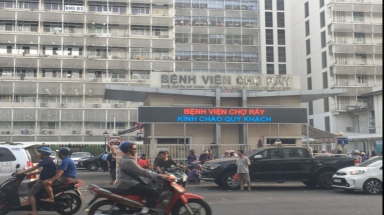 BỆNH VIỆN CHỢ RẪY
BỆNH VIỆN CHỢ RẪY
KÍNH CHÀO QUÝ KHÁCH